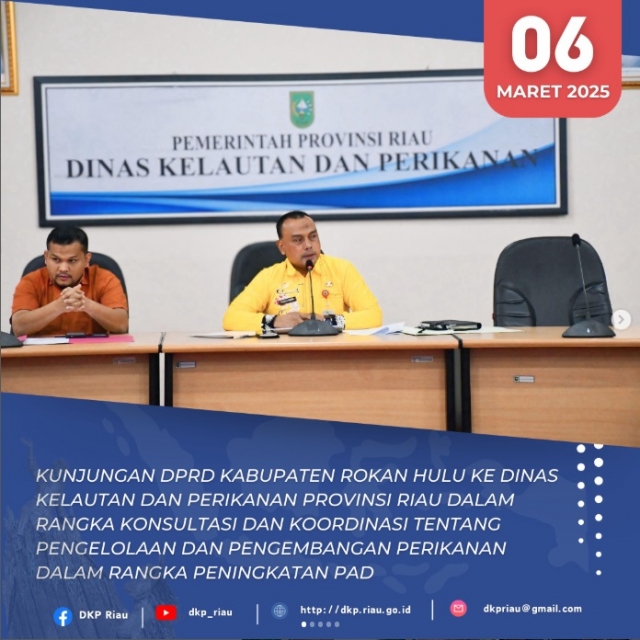 06
MARET 2025
PEMERINTAH PROVINSI RIAU
DINAS KELAUTAN DAN PERIKANAN
KUNJUNGAN DPRD KABUPATEN ROKAN HULU KE DINAS
KELAUTAN DAN PERIKANAN PROVINSI RIAU DALAM
RANGKA KONSULTASI DAN KOORDINASI TENTANG
PENGELOLAAN DAN PENGEMBANGAN PERIKANAN
DALAM RANGKA PENINGKATAN PAD
DKP Riau
dkp_riau
http://dkp.riau.go.id
dkpriau@gmail.com